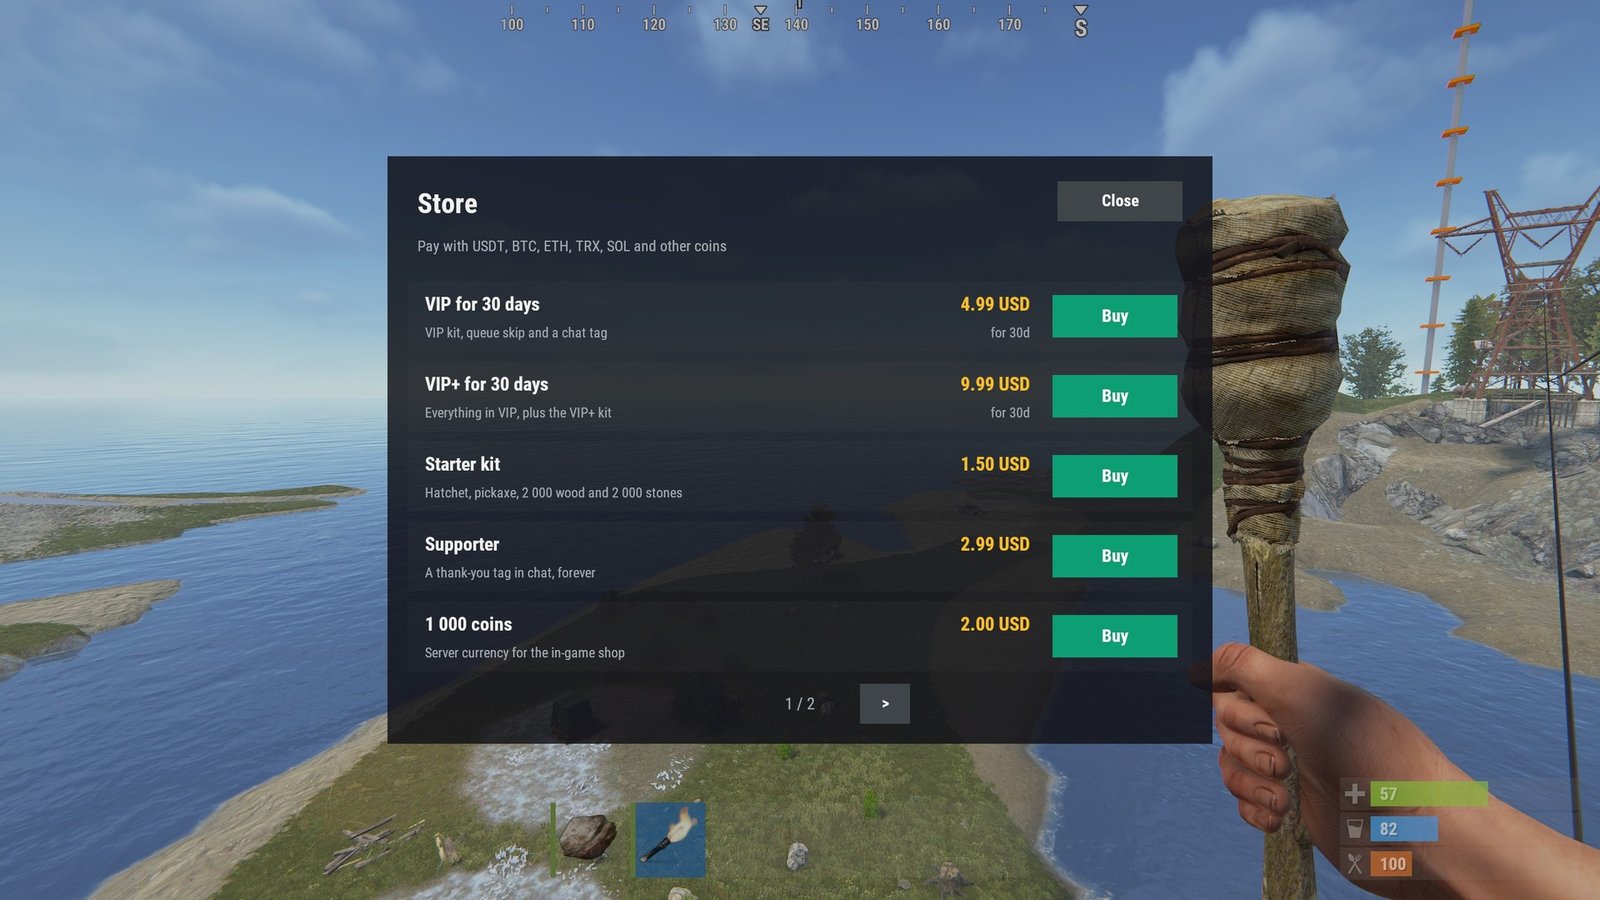 100 110 120 130 SE 140 150 160 170 S
Store
Close
Pay with USDT, BTC, ETH, TRX, SOL and other coins
VIP for 30 days
4.99 USD
Buy
VIP kit, queue skip and a chat tag
for 30d
VIP+ for 30 days
9.99 USD
Buy
Everything in VIP, plus the VIP+ kit
for 30d
Starter kit
1.50 USD
Buy
Hatchet, pickaxe, 2 000 wood and 2 000 stones
Supporter
2.99 USD
Buy
A thank-you tag in chat, forever
1 000 coins
2.00 USD
Buy
Server currency for the in-game shop
1 / 2
>
57
82
100